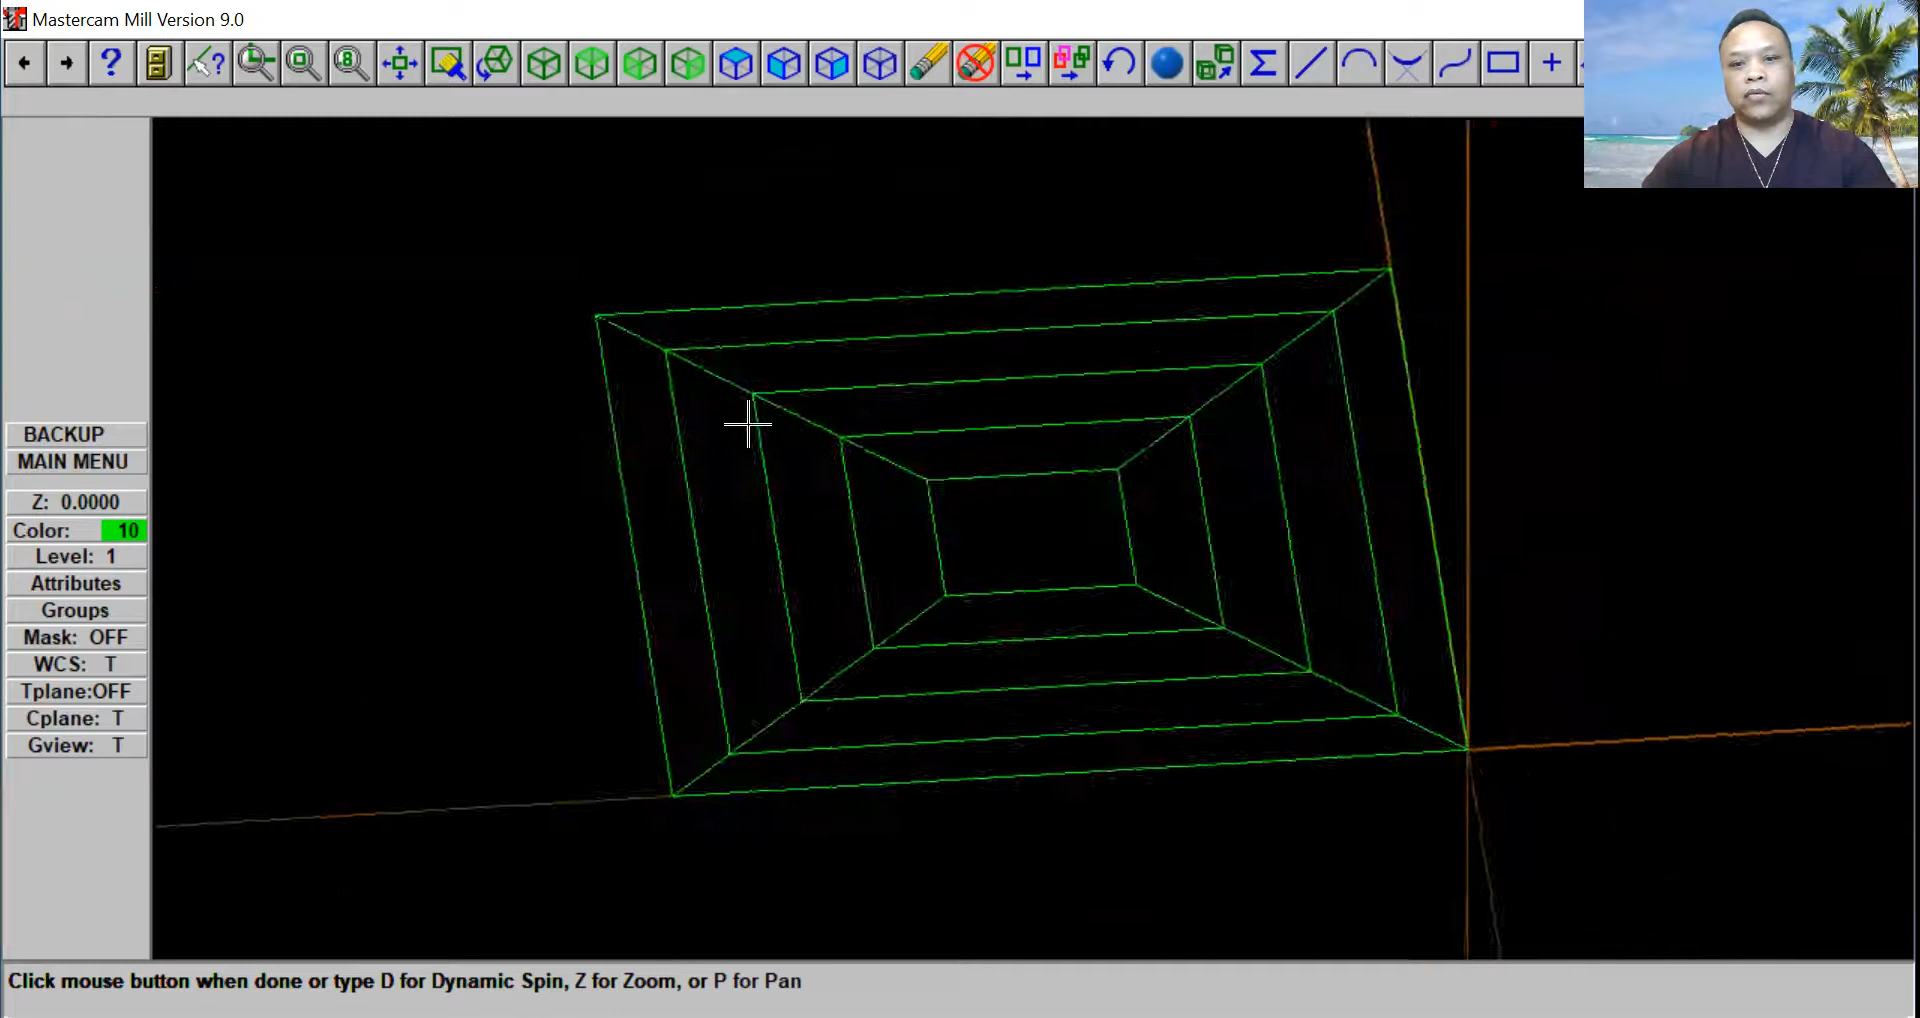 Mastercam Mill Version 9.0
BACKUP
MAIN MENU
Z: 0.0000
Color: 10
Level: 1
Attributes
Groups
Mask: OFF
WCS: T
Tplane:OFF
Cplane: T
Gview: T
Click mouse button when done or type D for Dynamic Spin, Z for Zoom, or P for Pan